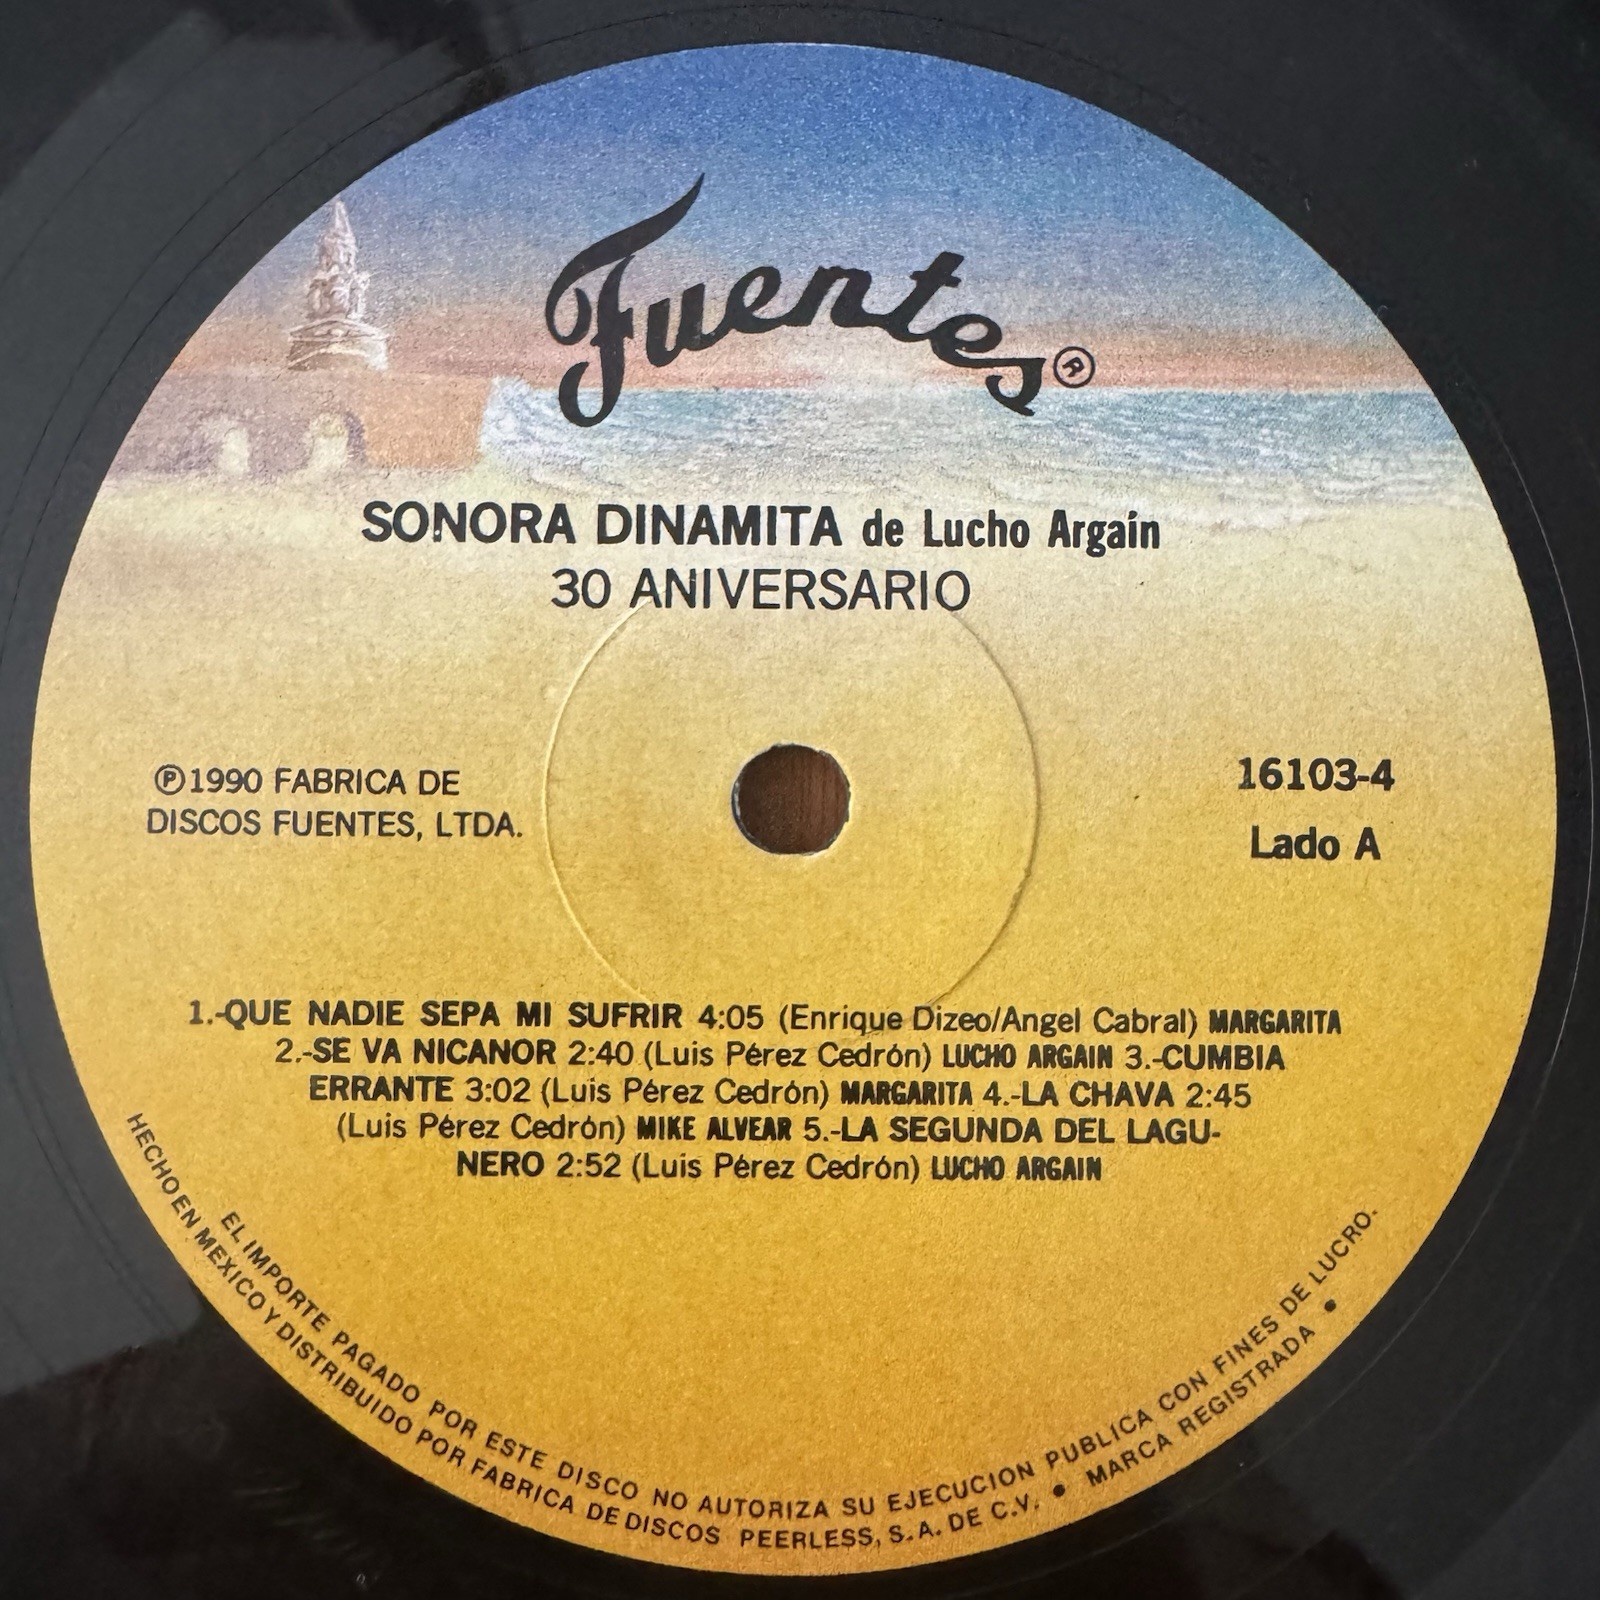 Fuentes®
SONORA DINAMITA de Lucho Argaín
30 ANIVERSARIO
℗1990 FABRICA DE
DISCOS FUENTES, LTDA.
16103-4
Lado A
1.-QUE NADIE SEPA MI SUFRIR 4:05 (Enrique Dizeo/Angel Cabral) MARGARITA
2.-SE VA NICANOR 2:40 (Luis Pérez Cedrón) LUCHO ARGAIN 3.-CUMBIA
ERRANTE 3:02 (Luis Pérez Cedrón) MARGARITA 4.-LA CHAVA 2:45
(Luis Pérez Cedrón) MIKE ALVEAR 5.-LA SEGUNDA DEL LAGU-
NERO 2:52 (Luis Pérez Cedrón) LUCHO ARGAIN
EL IMPORTE PAGADO POR ESTE DISCO NO AUTORIZA SU EJECUCION PUBLICA CON FINES DE LUCRO.
HECHO EN MEXICO Y DISTRIBUIDO POR FABRICA DE DISCOS PEERLESS, S.A. DE C.V. • MARCA REGISTRADA •